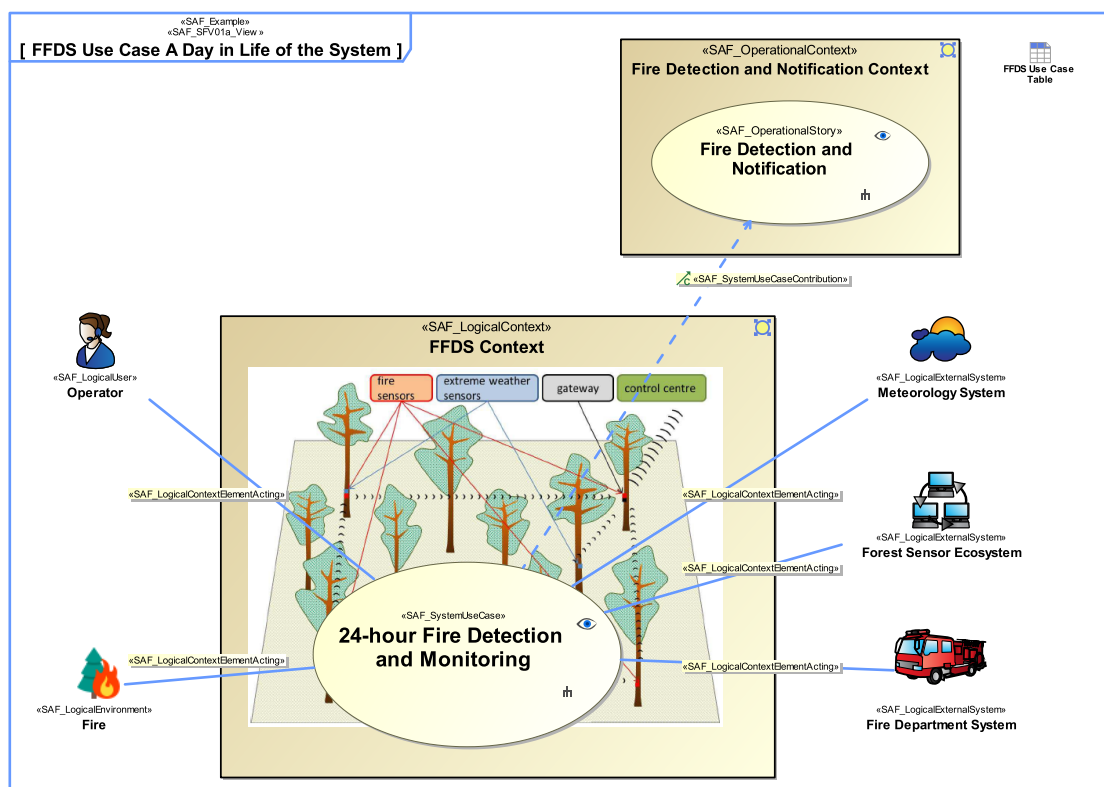 «SAF_Example»
«SAF_SFV01a_View »
[ FFDS Use Case A Day in Life of the System ]
«SAF_OperationalContext»
Fire Detection and Notification Context
«SAF_OperationalStory»
Fire Detection and
Notification
FFDS Use Case
Table
«SAF_SystemUseCaseContribution»
«SAF_LogicalContext»
FFDS Context
fire
sensors
extreme weather
sensors
gateway
control centre
«SAF_LogicalUser»
Operator
«SAF_LogicalExternalSystem»
Meteorology System
«SAF_LogicalContextElementActing»
«SAF_LogicalContextElementActing»
«SAF_LogicalExternalSystem»
Forest Sensor Ecosystem
«SAF_LogicalContextElementActing»
«SAF_SystemUseCase»
24-hour Fire Detection
and Monitoring
«SAF_LogicalContextElementActing»
«SAF_LogicalContextElementActing»
«SAF_LogicalEnvironment»
Fire
«SAF_LogicalExternalSystem»
Fire Department System